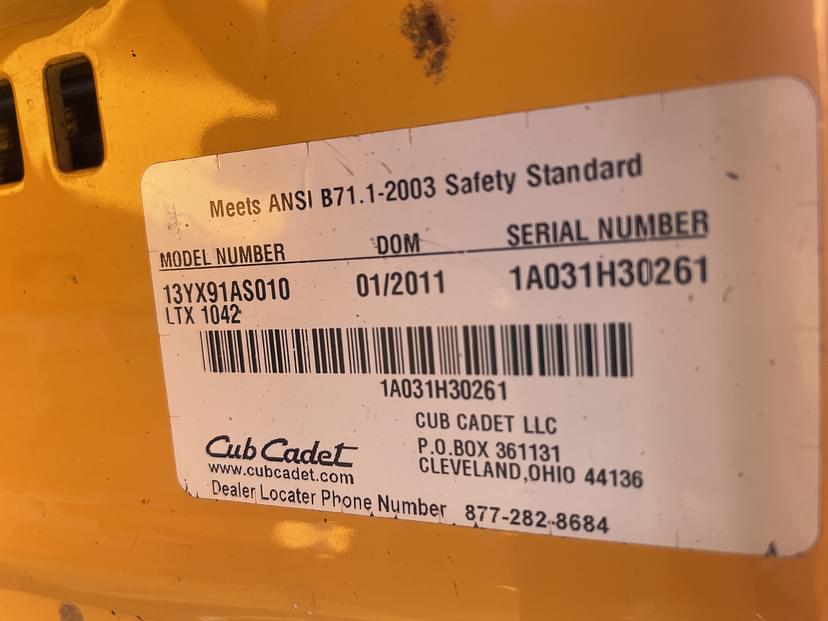 Meets ANSI B71.1-2003 Safety Standard
MODEL NUMBER DOM SERIAL NUMBER
13YX91AS010 01/2011 1A031H30261
LTX 1042
1A031H30261
CUB CADET LLC
P.O.BOX 361131
CLEVELAND,OHIO 44136
Cub Cadet
www.cubcadet.com
Dealer Locater Phone Number 877-282-8684